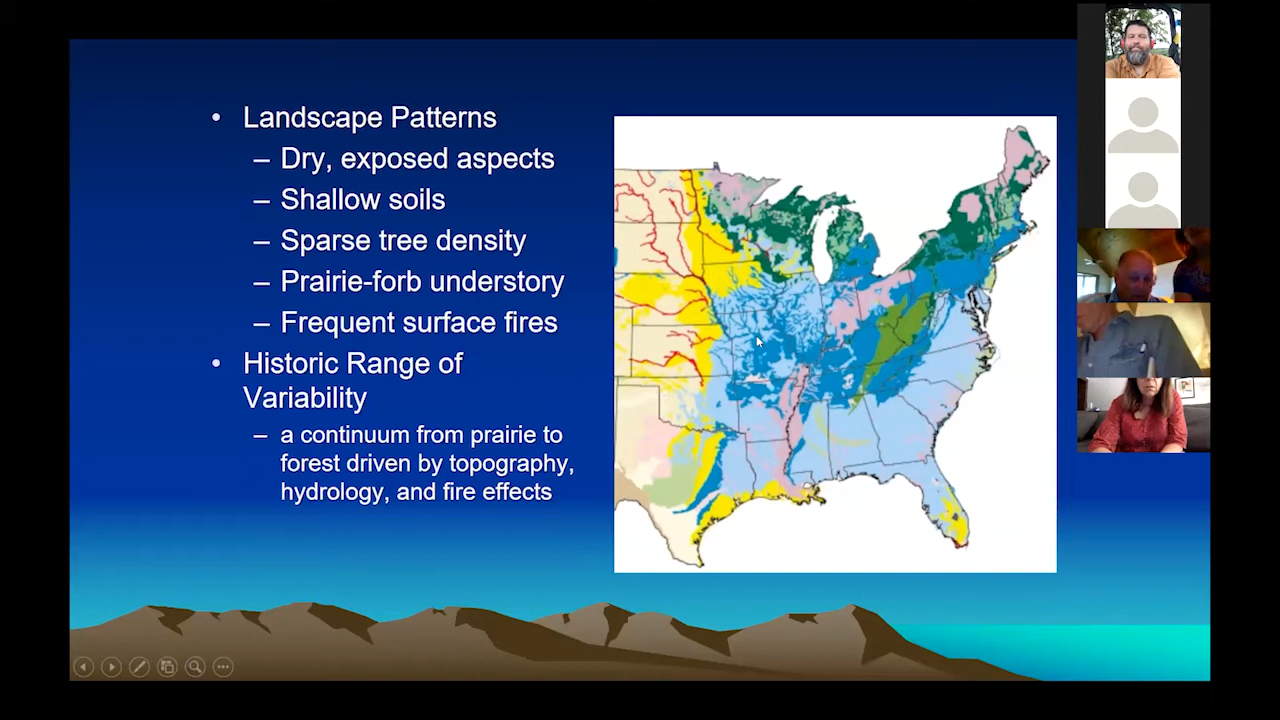 • Landscape Patterns
– Dry, exposed aspects
– Shallow soils
– Sparse tree density
– Prairie-forb understory
– Frequent surface fires
• Historic Range of
Variability
– a continuum from prairie to
forest driven by topography,
hydrology, and fire effects